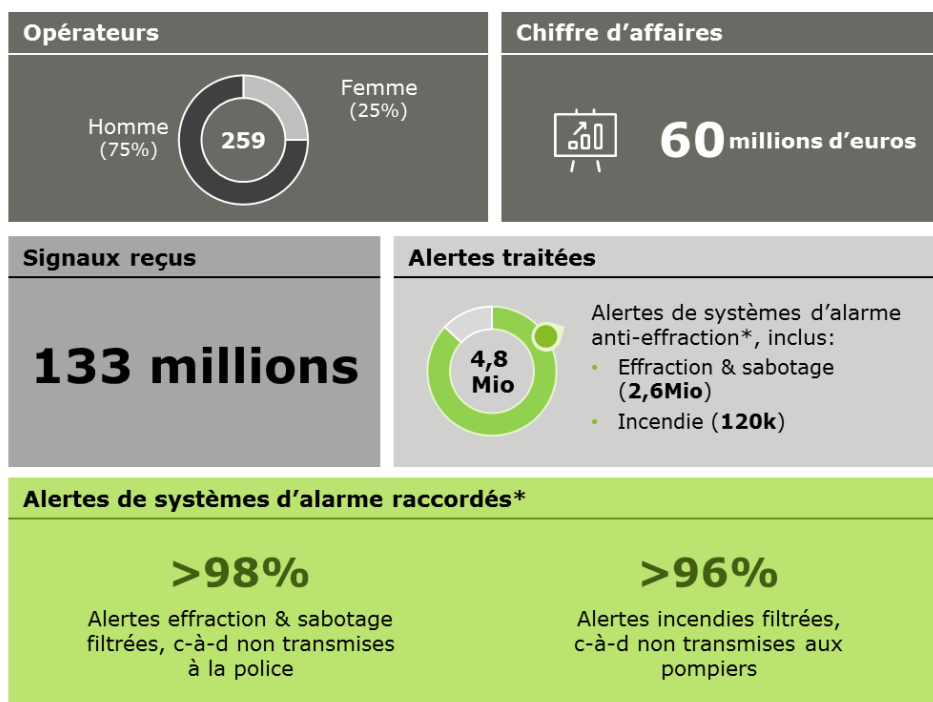 Opérateurs
Homme
(75%)
259
Femme
(25%)
Chiffre d’affaires
60 millions d’euros
Signaux reçus
133 millions
Alertes traitées
4,8
Mio
Alertes de systèmes d’alarme
anti-effraction*, inclus:
• Effraction & sabotage
(2,6Mio)
• Incendie (120k)
Alertes de systèmes d’alarme raccordés*
>98%
Alertes effraction & sabotage
filtrées, c-à-d non transmises
à la police
>96%
Alertes incendies filtrées,
c-à-d non transmises aux
pompiers